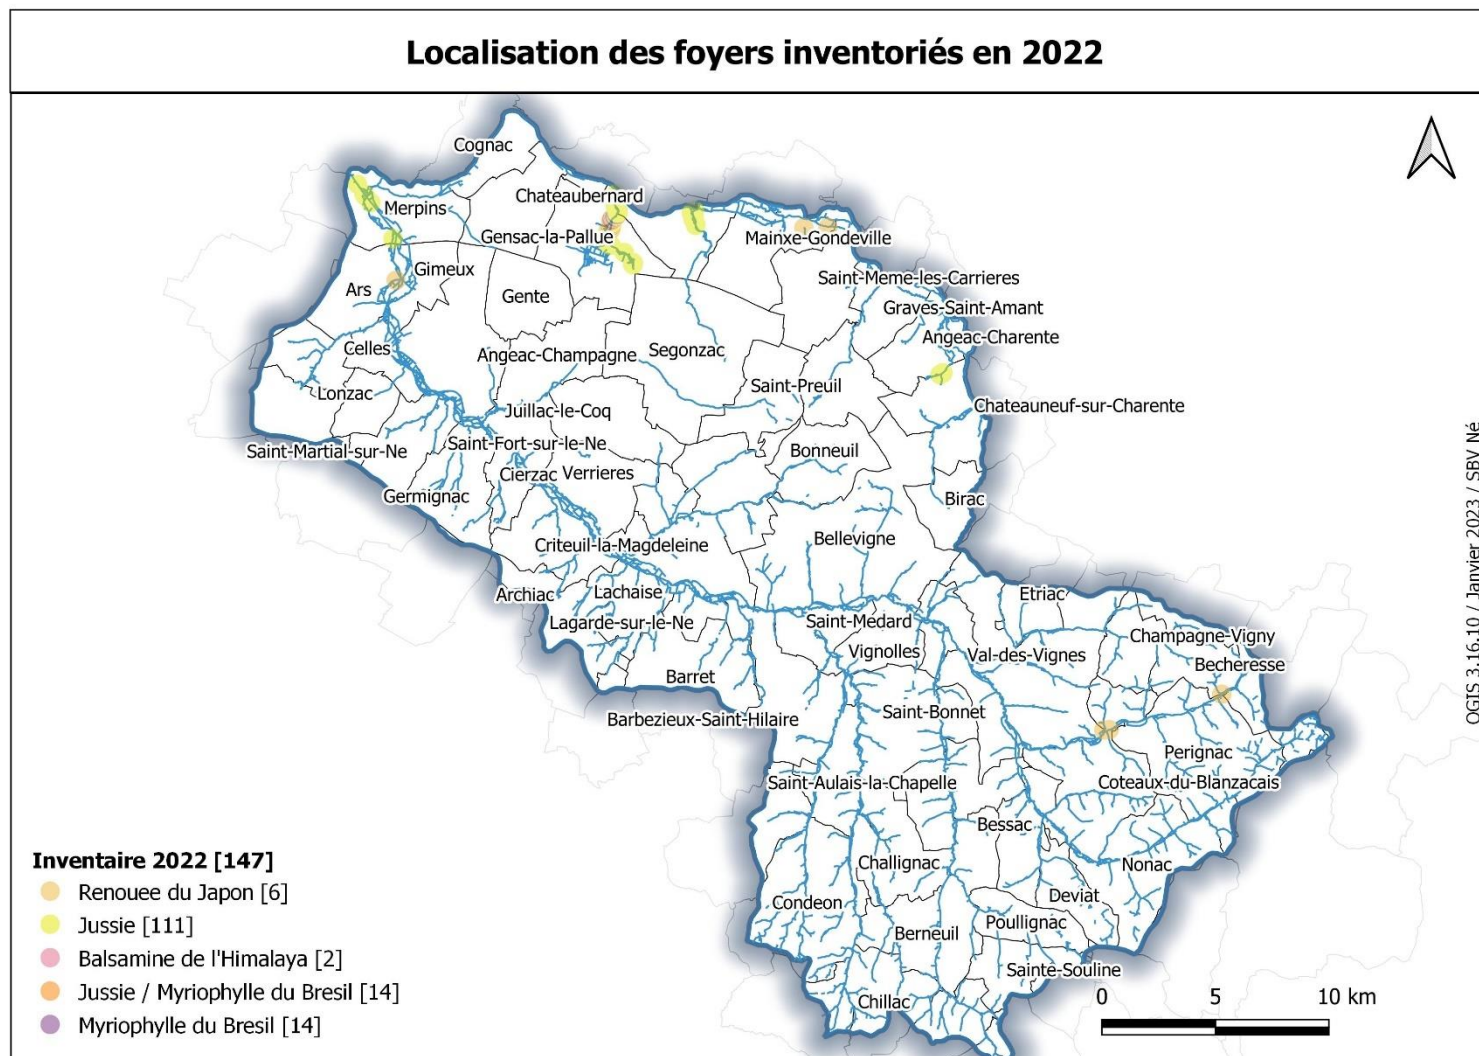 Localisation des foyers inventoriés en 2022
Cognac
Chateaubernard
Merpins
Gensac-la-Pallue
Mainxe-Gondeville
Gimeux
Saint-Meme-les-Carrieres
Ars
Gente
Graves-Saint-Amant
Angeac-Charente
Celles
Angeac-Champagne
Segonzac
Saint-Preuil
Lonzac
Juillac-le-Coq
Chateauneuf-sur-Charente
Saint-Martial-sur-Ne
Saint-Fort-sur-le-Ne
Bonneuil
Cierzac
Verrieres
Germignac
Birac
Criteuil-la-Magdeleine
Bellevigne
Archiac
Lachaise
Etriac
Lagarde-sur-le-Ne
Saint-Medard
Champagne-Vigny
Vignolles
Val-des-Vignes
Becheresse
Barret
Barbezieux-Saint-Hilaire
Saint-Bonnet
Perignac
Saint-Aulais-la-Chapelle
Coteaux-du-Blanzacais
Bessac
Challignac
Nonac
Condeon
Deviat
Poullignac
Berneuil
Sainte-Souline
Chillac
QGIS 3.16.10 / Janvier 2023 / SBV Né
Inventaire 2022 [147]
Renouee du Japon [6]
Jussie [111]
Balsamine de l'Himalaya [2]
Jussie / Myriophylle du Bresil [14]
Myriophylle du Bresil [14]
0 5 10 km